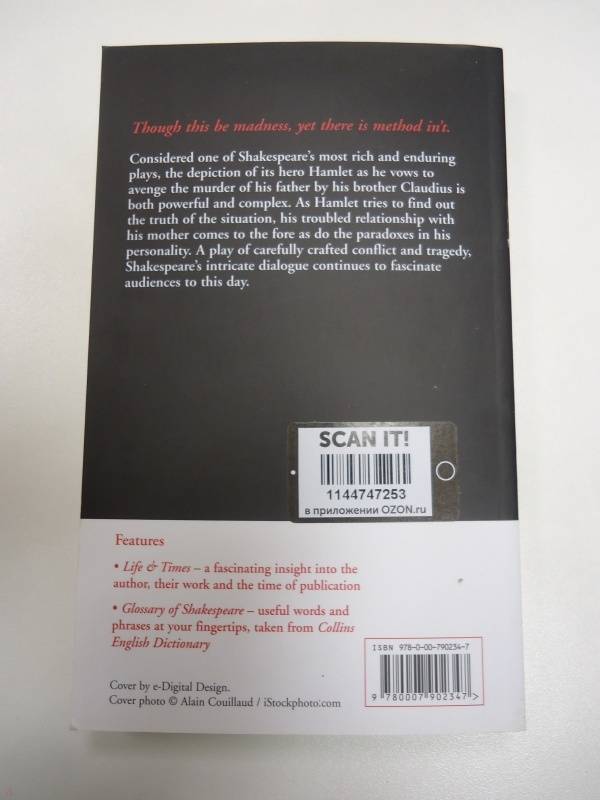 Though this be madness, yet there is method in't.
Considered one of Shakespeare's most rich and enduring
plays, the depiction of its hero Hamlet as he vows to
avenge the murder of his father by his brother Claudius is
both powerful and complex. As Hamlet tries to find out
the truth of the situation, his troubled relationship with
his mother comes to the fore as do the paradoxes in his
personality. A play of carefully crafted conflict and tragedy,
Shakespeare's intricate dialogue continues to fascinate
audiences to this day.
SCAN IT!
1144747253
в приложении OZON.ru
Features
• Life & Times – a fascinating insight into the
author, their work and the time of publication
• Glossary of Shakespeare – useful words and
phrases at your fingertips, taken from Collins
English Dictionary
ISBN 978-0-00-790234-7
9 780007 902347 >
Cover by e-Digital Design.
Cover photo © Alain Couillaud / iStockphoto.com